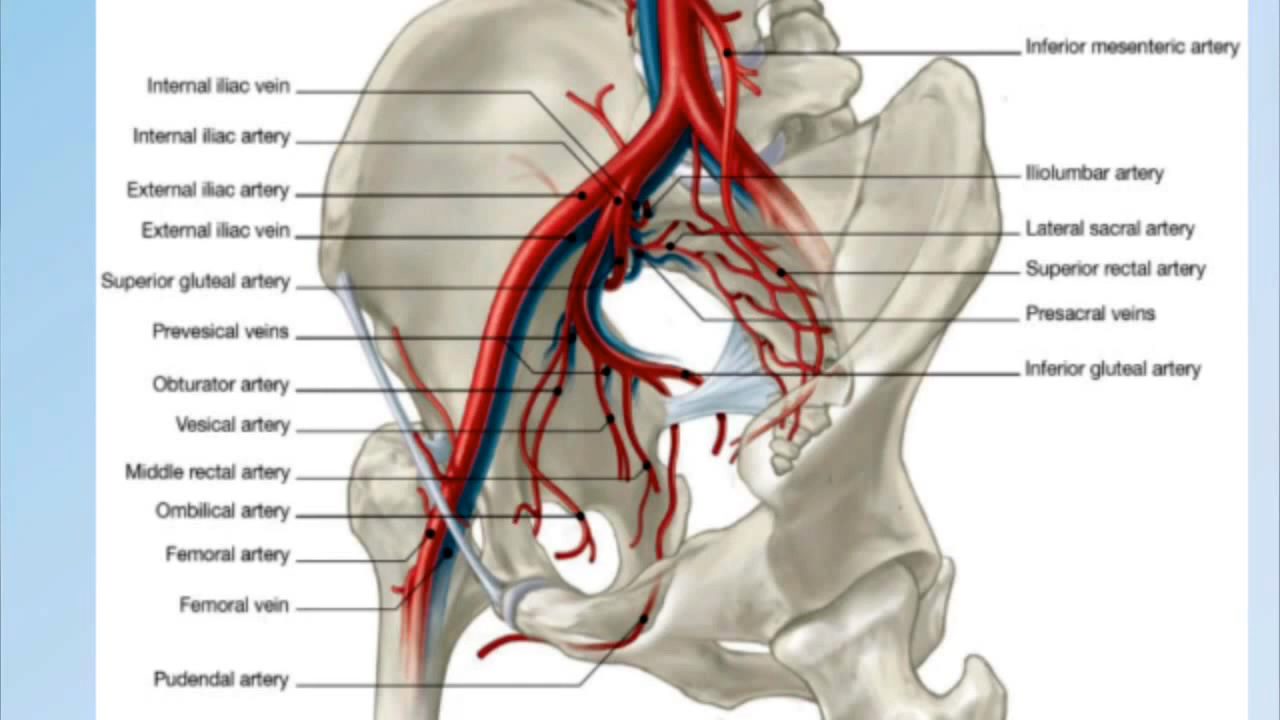 Internal iliac vein
Internal iliac artery
External iliac artery
External iliac vein
Superior gluteal artery
Prevesical veins
Obturator artery
Vesical artery
Middle rectal artery
Ombilical artery
Femoral artery
Femoral vein
Pudendal artery
Inferior mesenteric artery
Iliolumbar artery
Lateral sacral artery
Superior rectal artery
Presacral veins
Inferior gluteal artery